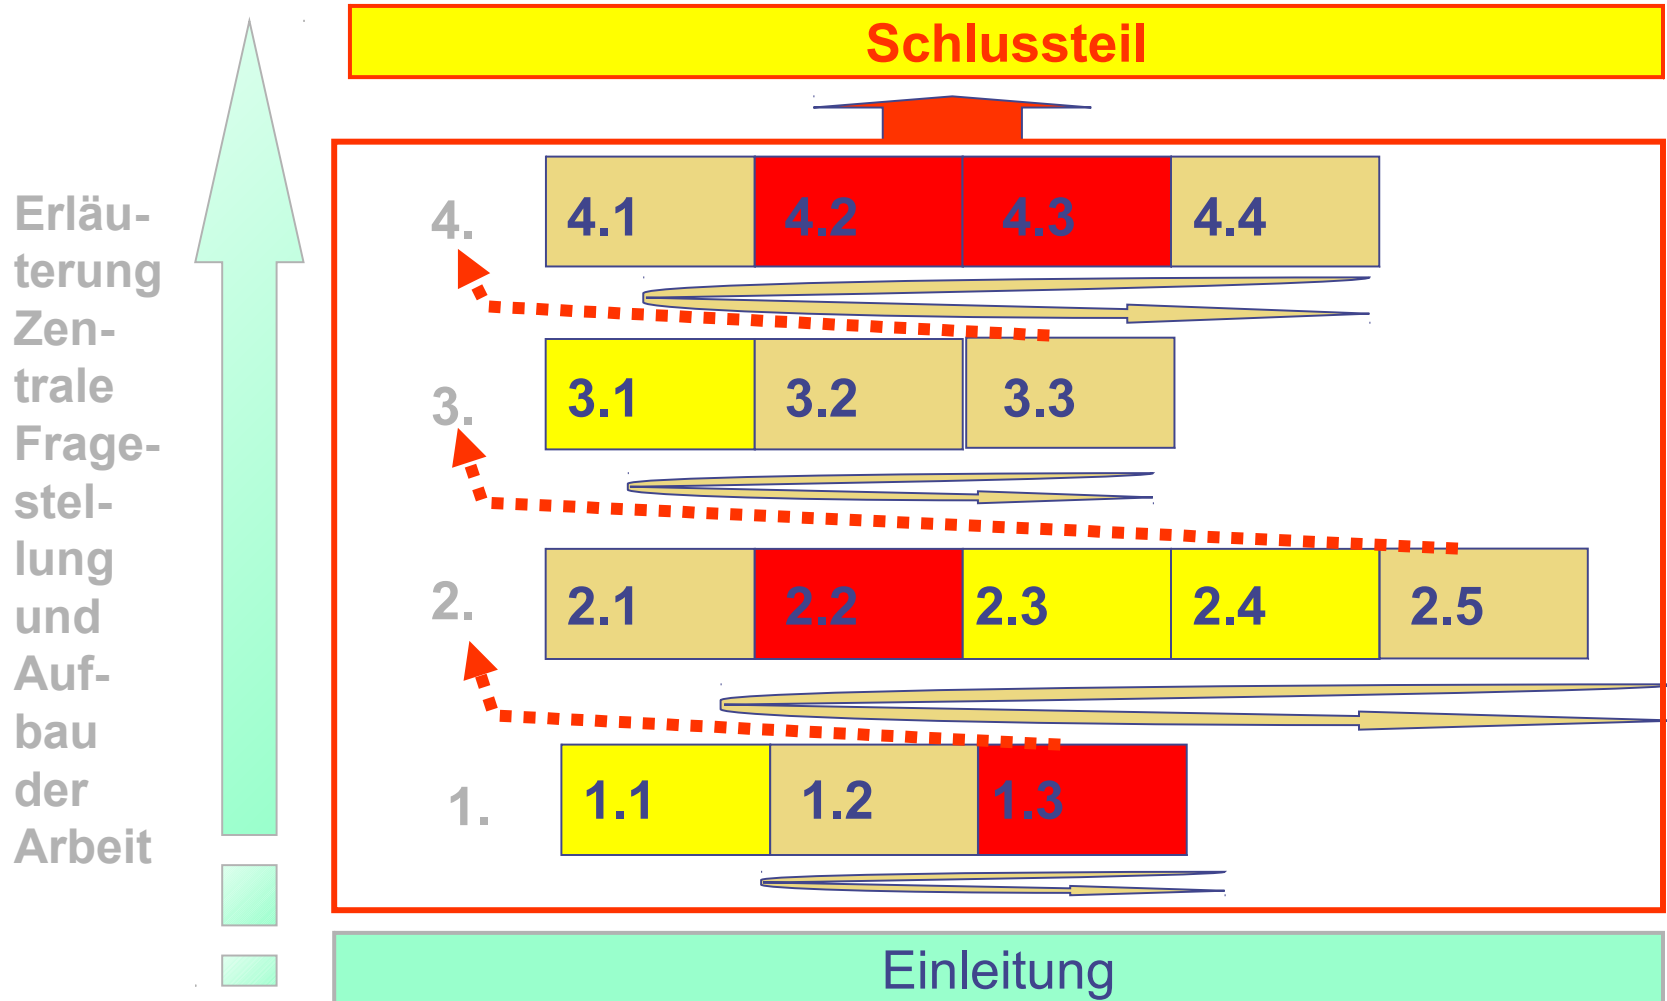 Schlussteil
Erläu-
terung
Zen-
trale
Frage-
stel-
lung
und
Auf-
bau
der
Arbeit
4. 4.1 4.2 4.3 4.4
3. 3.1 3.2 3.3
2. 2.1 2.2 2.3 2.4 2.5
1. 1.1 1.2 1.3
Einleitung